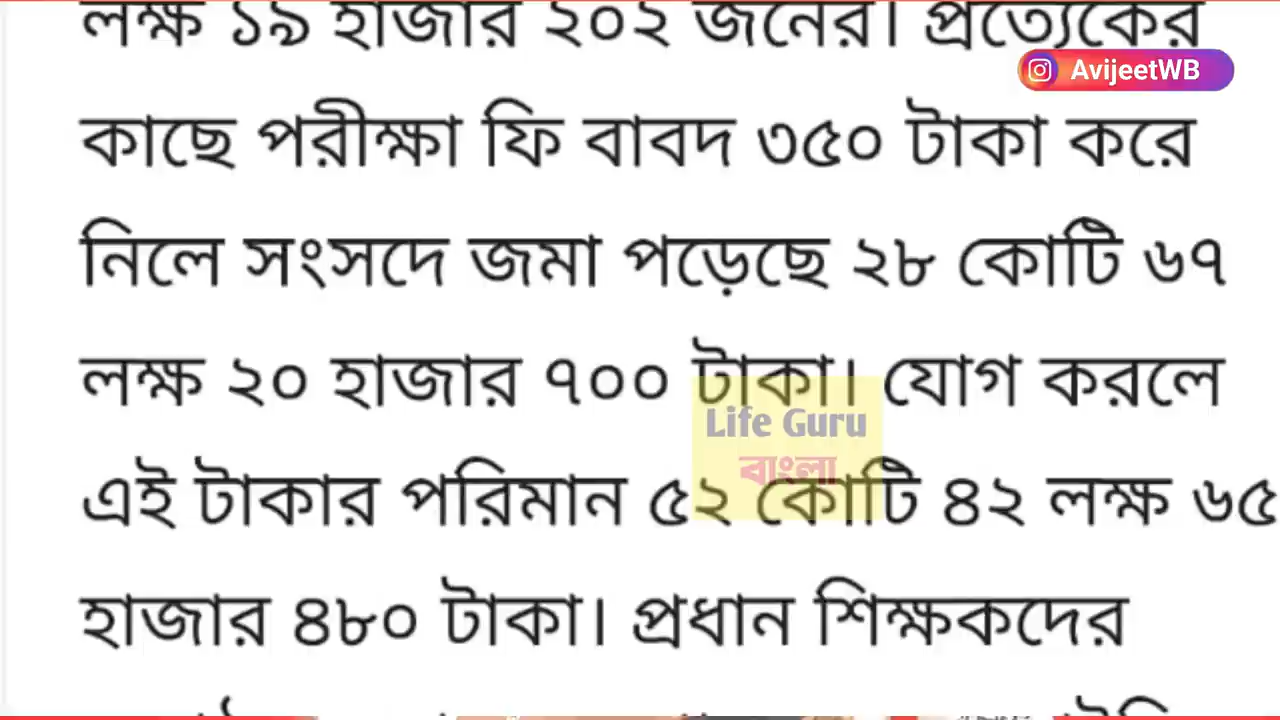 লক্ষ ১৯ হাজার ২০২ জনের। প্রত্যেকের
AvijeetWB
কাছে পরীক্ষা ফি বাবদ ৩৫০ টাকা করে
নিলে সংসদে জমা পড়েছে ২৮ কোটি ৬৭
লক্ষ ২০ হাজার ৭০০ টাকা। যোগ করলে
Life Guru
বাংলা
এই টাকার পরিমান ৫২ কোটি ৪২ লক্ষ ৬৫
হাজার ৪৮০ টাকা। প্রধান শিক্ষকদের